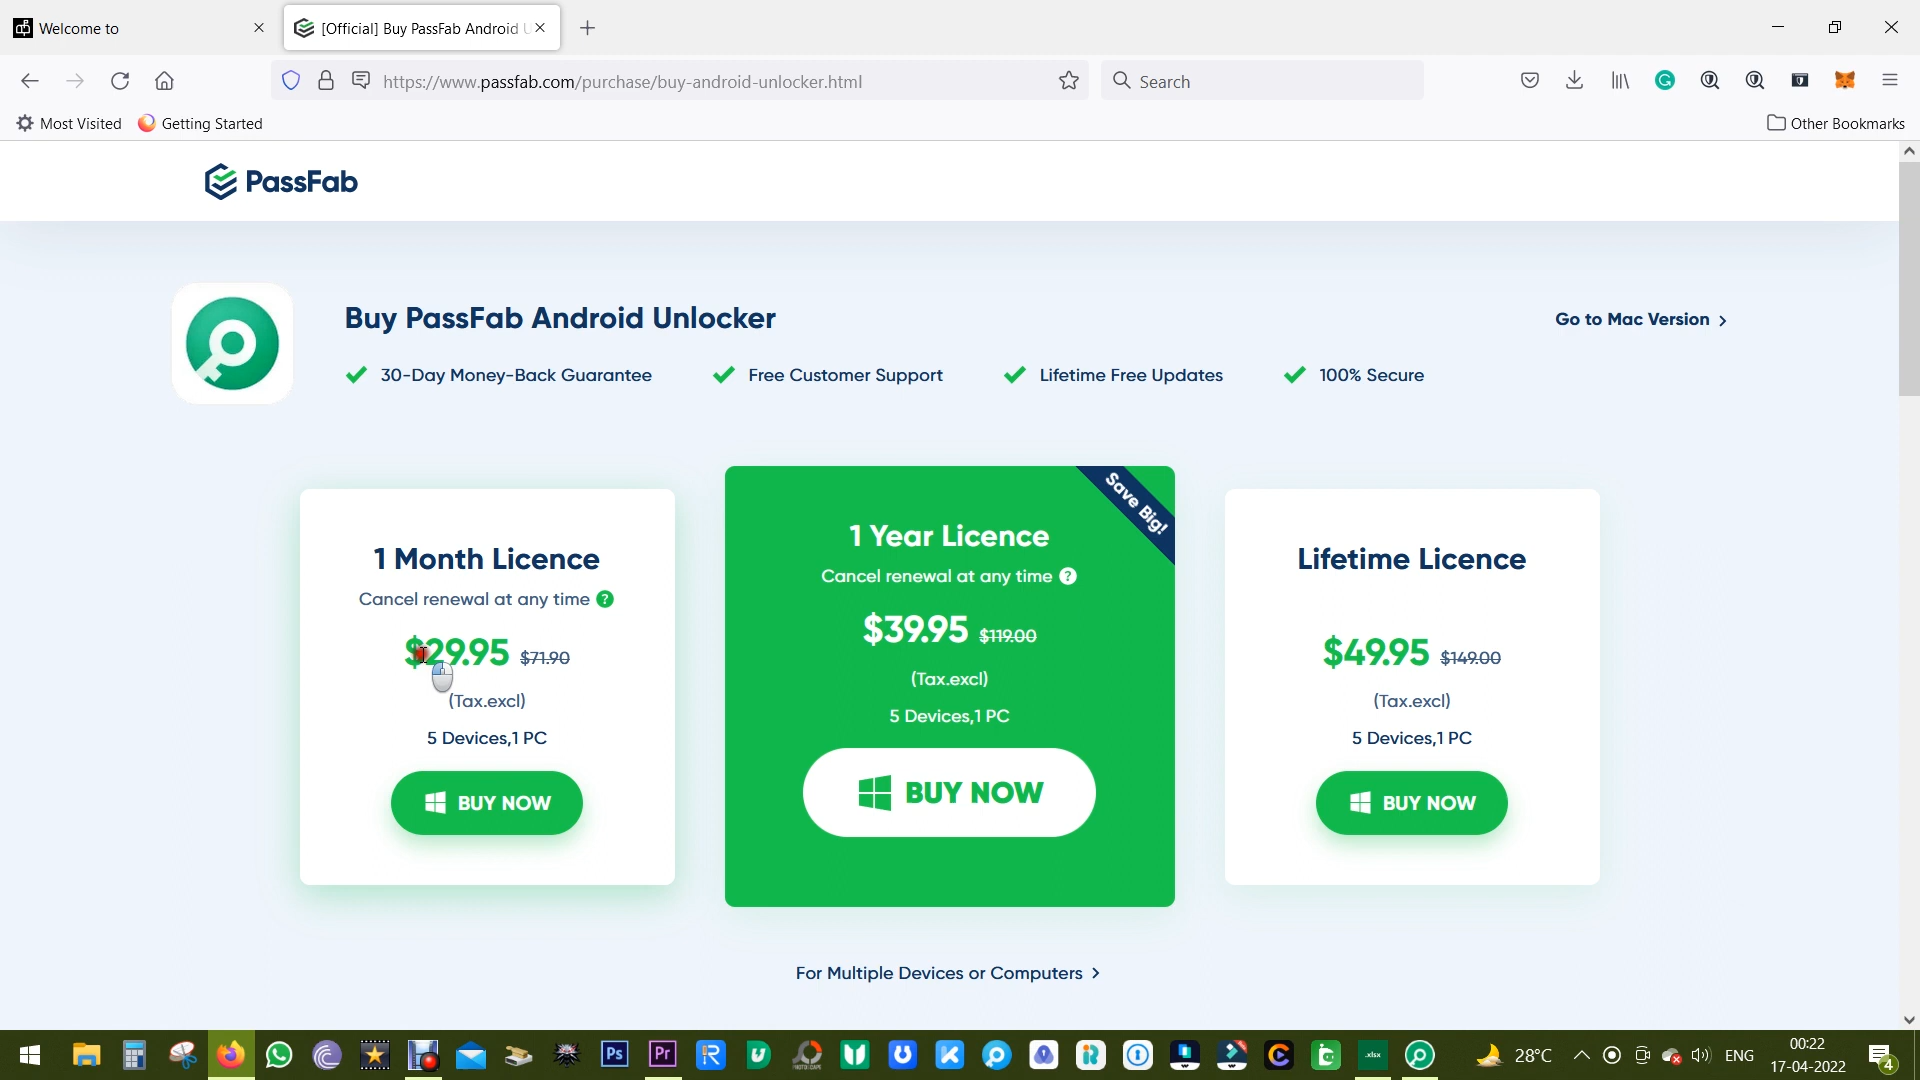 Welcome to
[Official] Buy PassFab Android U
https://www.passfab.com/purchase/buy-android-unlocker.html
Search
Most Visited
Getting Started
Other Bookmarks
PassFab
Buy PassFab Android Unlocker
Go to Mac Version
30-Day Money-Back Guarantee
Free Customer Support
Lifetime Free Updates
100% Secure
1 Month Licence
Cancel renewal at any time ?
$29.95 $71.90
(Tax.excl)
5 Devices,1 PC
BUY NOW
Save Big!
1 Year Licence
Cancel renewal at any time ?
$39.95 $119.00
(Tax.excl)
5 Devices,1 PC
BUY NOW
Lifetime Licence
$49.95 $149.00
(Tax.excl)
5 Devices,1 PC
BUY NOW
For Multiple Devices or Computers
Ps
Pr
.xlsx
28°C
ENG
00:22
17-04-2022
4